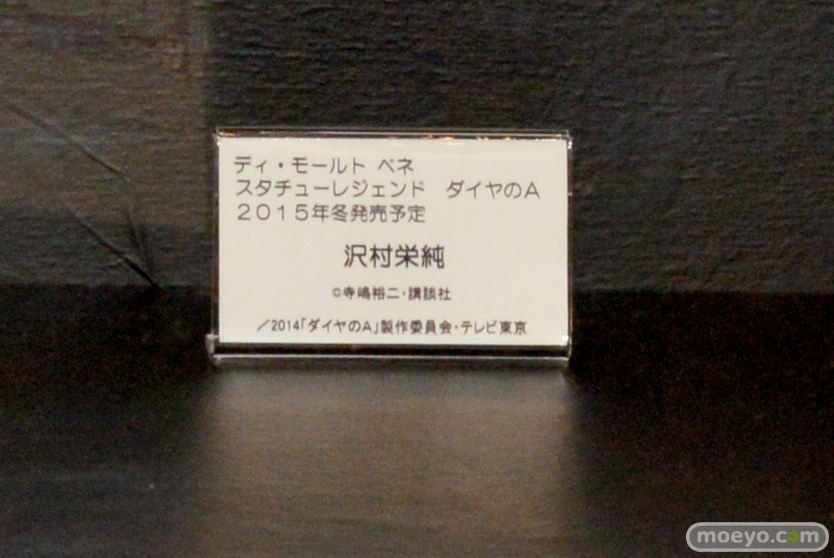 ディ・モールト ベネ
スタチューレジェンド　ダイヤのA
２０１５年冬発売予定
沢村栄純
©寺嶋裕二・講談社
／2014「ダイヤのA」製作委員会・テレビ東京
moeyo.com